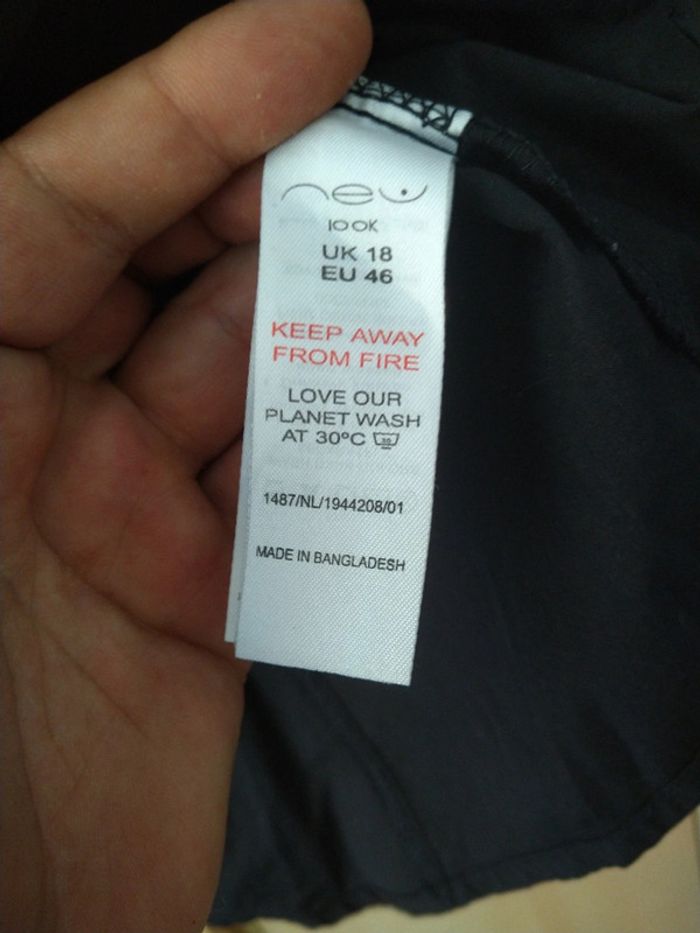 new
look
UK 18
EU 46
KEEP AWAY
FROM FIRE
LOVE OUR
PLANET WASH
AT 30°C 30
1487/NL/1944208/01
MADE IN BANGLADESH